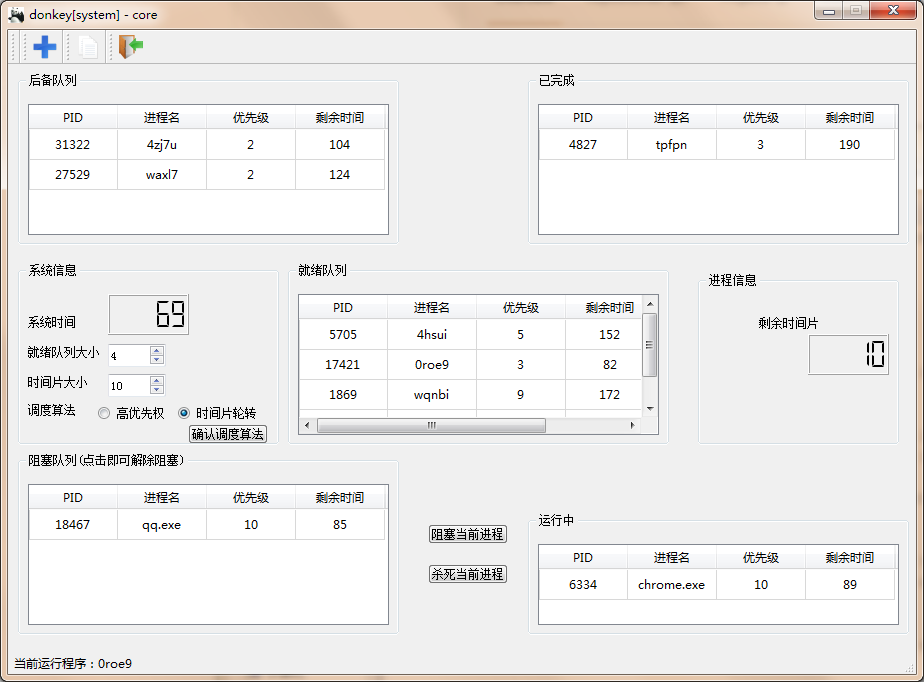 donkey[system] - core
后备队列
PID 进程名 优先级 剩余时间
31322 4zj7u 2 104
27529 waxl7 2 124
已完成
PID 进程名 优先级 剩余时间
4827 tpfpn 3 190
系统信息
系统时间 69
就绪队列大小 4
时间片大小 10
调度算法 高优先权 时间片轮转
确认调度算法
就绪队列
PID 进程名 优先级 剩余时间
5705 4hsui 5 152
17421 0roe9 3 82
1869 wqnbi 9 172
进程信息
剩余时间片
10
阻塞队列(点击即可解除阻塞)
PID 进程名 优先级 剩余时间
18467 qq.exe 10 85
阻塞当前进程
杀死当前进程
运行中
PID 进程名 优先级 剩余时间
6334 chrome.exe 10 89
当前运行程序：0roe9